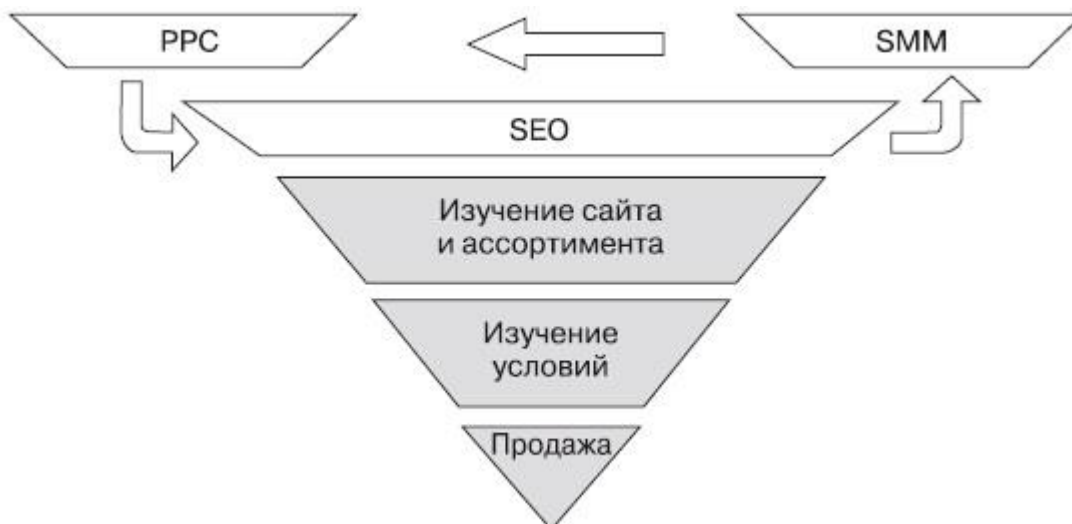 PPC
SMM
SEO
Изучение сайта
и ассортимента
Изучение
условий
Продажа